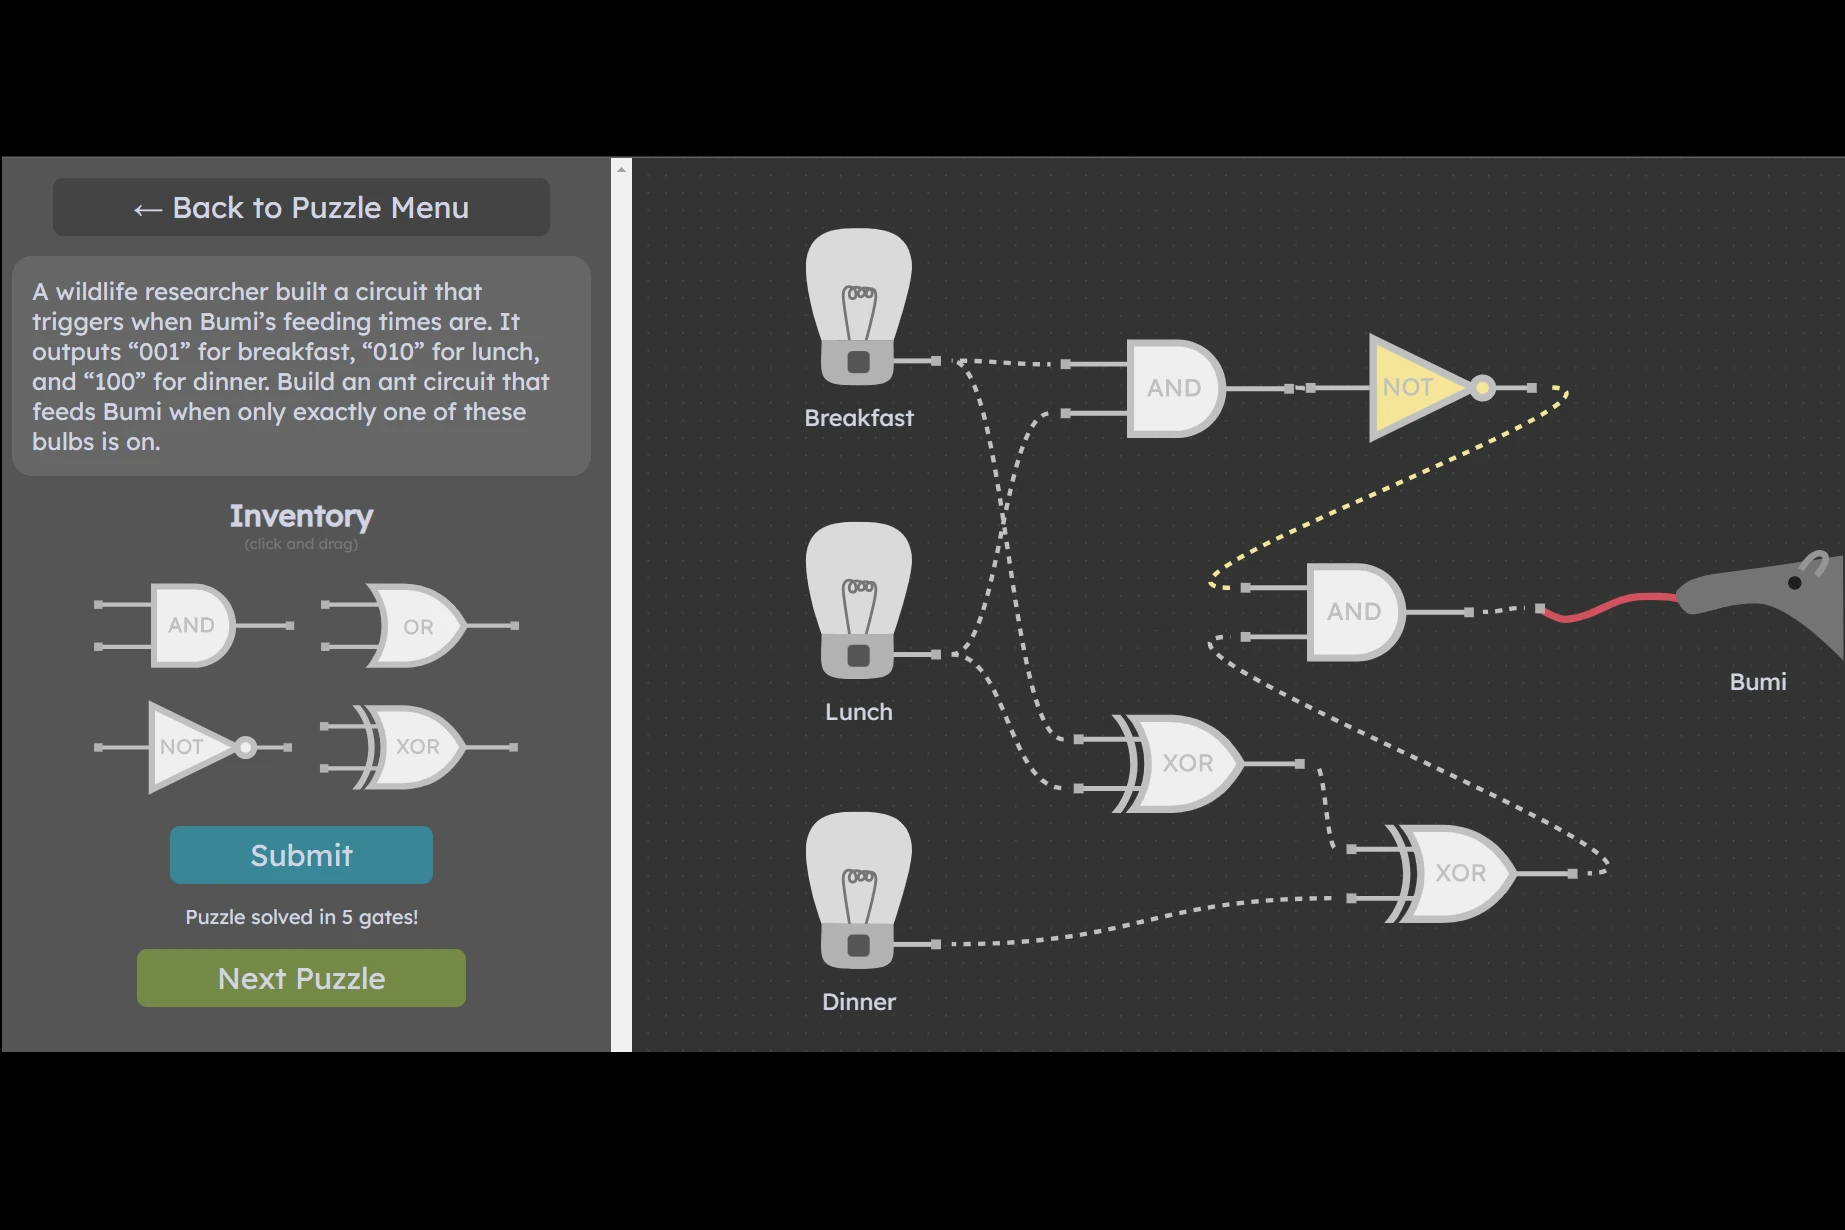 ← Back to Puzzle Menu
A wildlife researcher built a circuit that
triggers when Bumi’s feeding times are. It
outputs “001” for breakfast, “010” for lunch,
and “100” for dinner. Build an ant circuit that
feeds Bumi when only exactly one of these
bulbs is on.
Inventory
(click and drag)
AND
OR
NOT
XOR
Submit
Puzzle solved in 5 gates!
Next Puzzle
Breakfast
AND
NOT
Lunch
AND
Bumi
XOR
Dinner
XOR